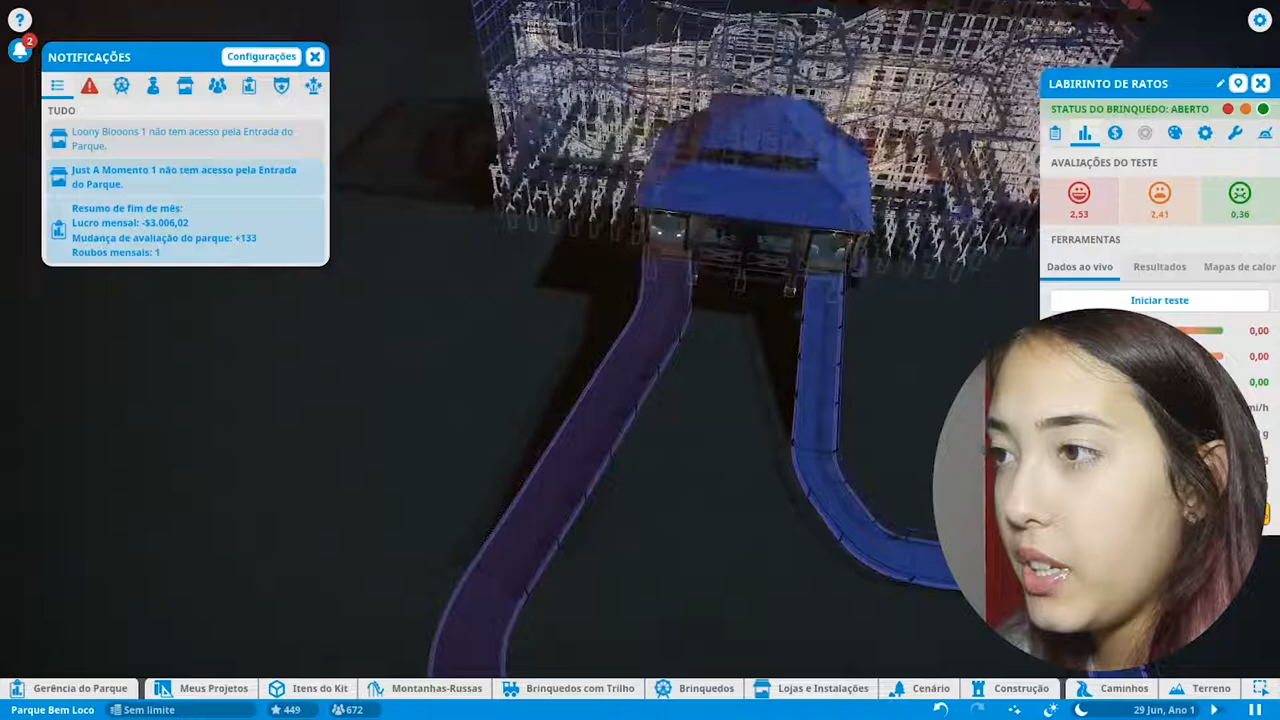 ?
2
NOTIFICAÇÕES
Configurações
TUDO
Loony Blooons 1 não tem acesso pela Entrada do
Parque.
Just A Momento 1 não tem acesso pela Entrada
do Parque.
Resumo de fim de mês:
Lucro mensal: -$3.006,02
Mudança de avaliação do parque: +133
Roubos mensais: 1
LABIRINTO DE RATOS
STATUS DO BRINQUEDO: ABERTO
AVALIAÇÕES DO TESTE
2,53 2,41 0,36
FERRAMENTAS
Dados ao vivo Resultados Mapas de calor
Iniciar teste
0,00
0,00
0,00
mi/h
g
g
Gerência do Parque Meus Projetos Itens do Kit Montanhas-Russas Brinquedos com Trilho Brinquedos Lojas e Instalações Cenário Construção Caminhos Terreno
Parque Bem Loco Sem limite 449 672 29 Jun, Ano 1